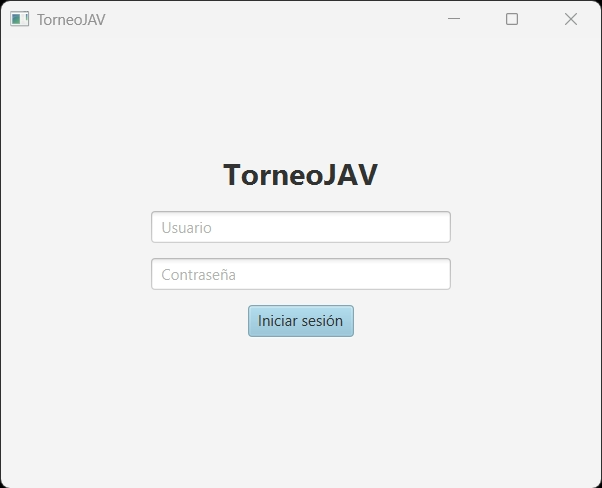 TorneoJAV
TorneoJAV
Usuario
Contraseña
Iniciar sesión